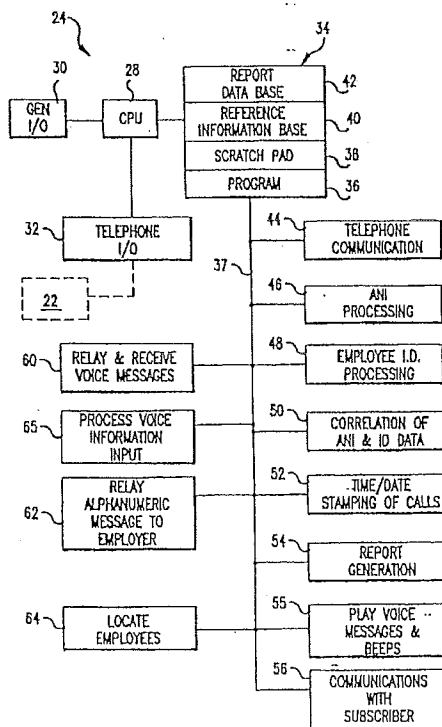 24
34
30
28
GEN
I/O
CPU
REPORT
DATA BASE
42
REFERENCE
INFORMATION BASE
40
SCRATCH PAD
38
PROGRAM
36
32
TELEPHONE
I/O
22
37
44
TELEPHONE
COMMUNICATION
46
ANI
PROCESSING
60
RELAY & RECEIVE
VOICE MESSAGES
48
EMPLOYEE I.D.
PROCESSING
65
PROCESS VOICE
INFORMATION
INPUT
50
CORRELATION OF
ANI & ID DATA
62
RELAY
ALPHANUMERIC
MESSAGE TO
EMPLOYER
52
TIME/DATE
STAMPING OF CALLS
54
REPORT
GENERATION
64
LOCATE
EMPLOYEES
55
PLAY VOICE
MESSAGES &
BEEPS
56
COMMUNICATIONS
WITH
SUBSCRIBER